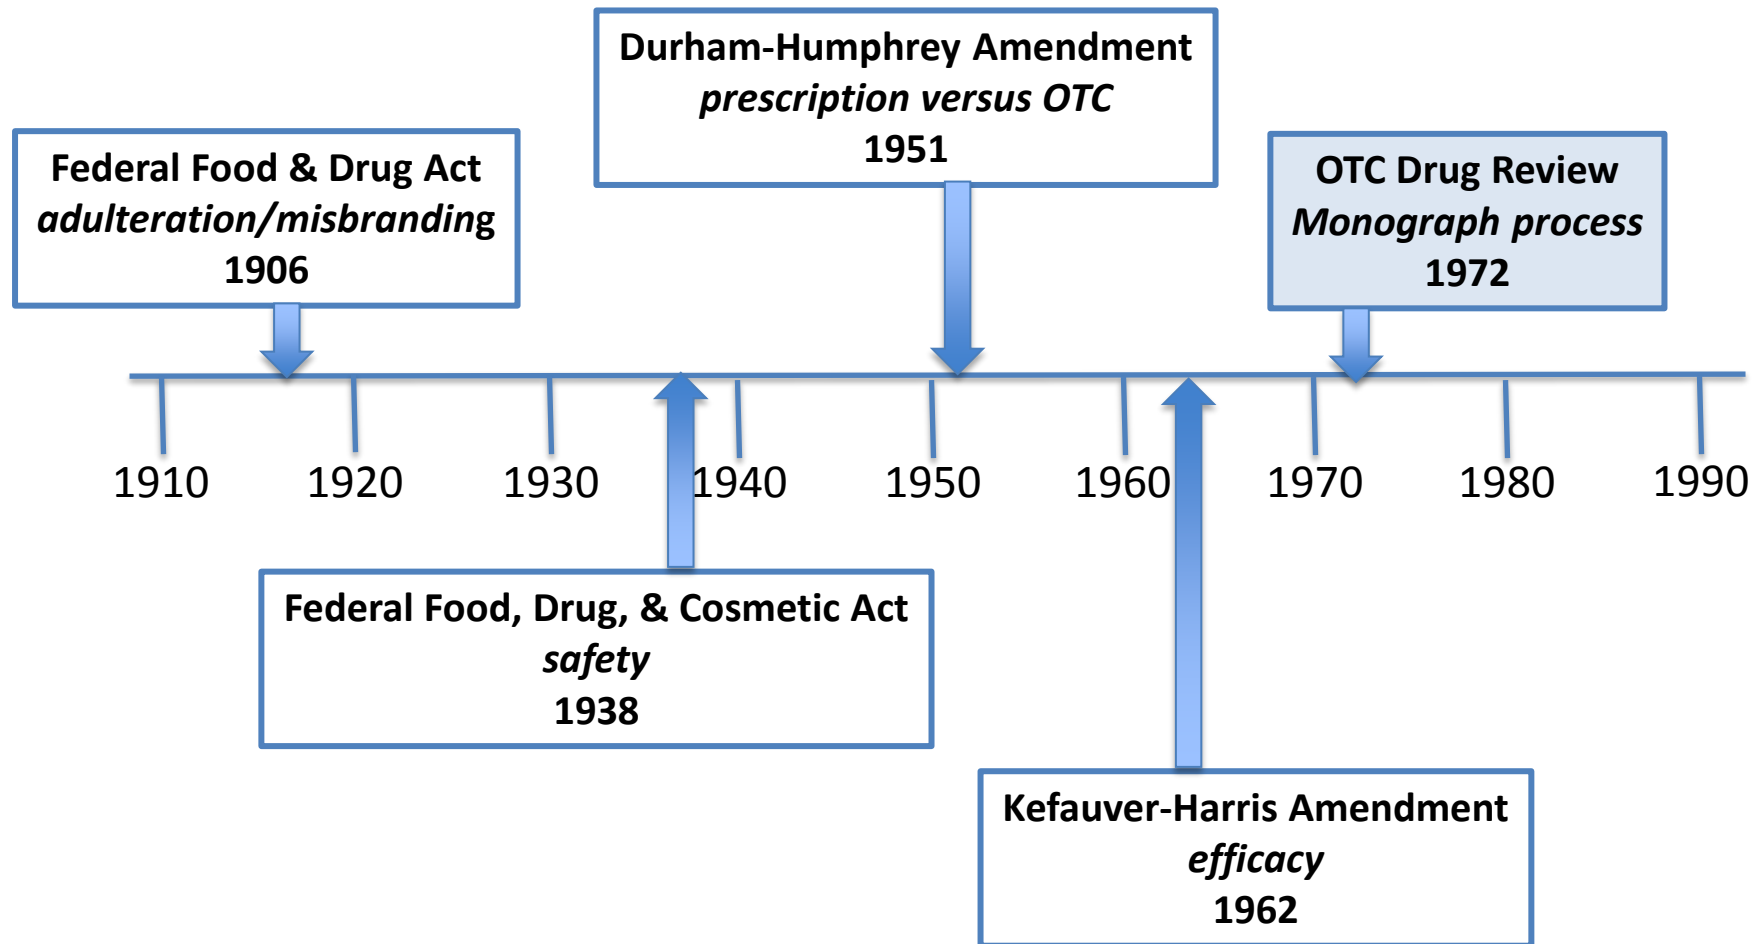 Durham-Humphrey Amendment
prescription versus OTC
1951
Federal Food & Drug Act
adulteration/misbranding
1906
OTC Drug Review
Monograph process
1972
1910 1920 1930 1940 1950 1960 1970 1980 1990
Federal Food, Drug, & Cosmetic Act
safety
1938
Kefauver-Harris Amendment
efficacy
1962